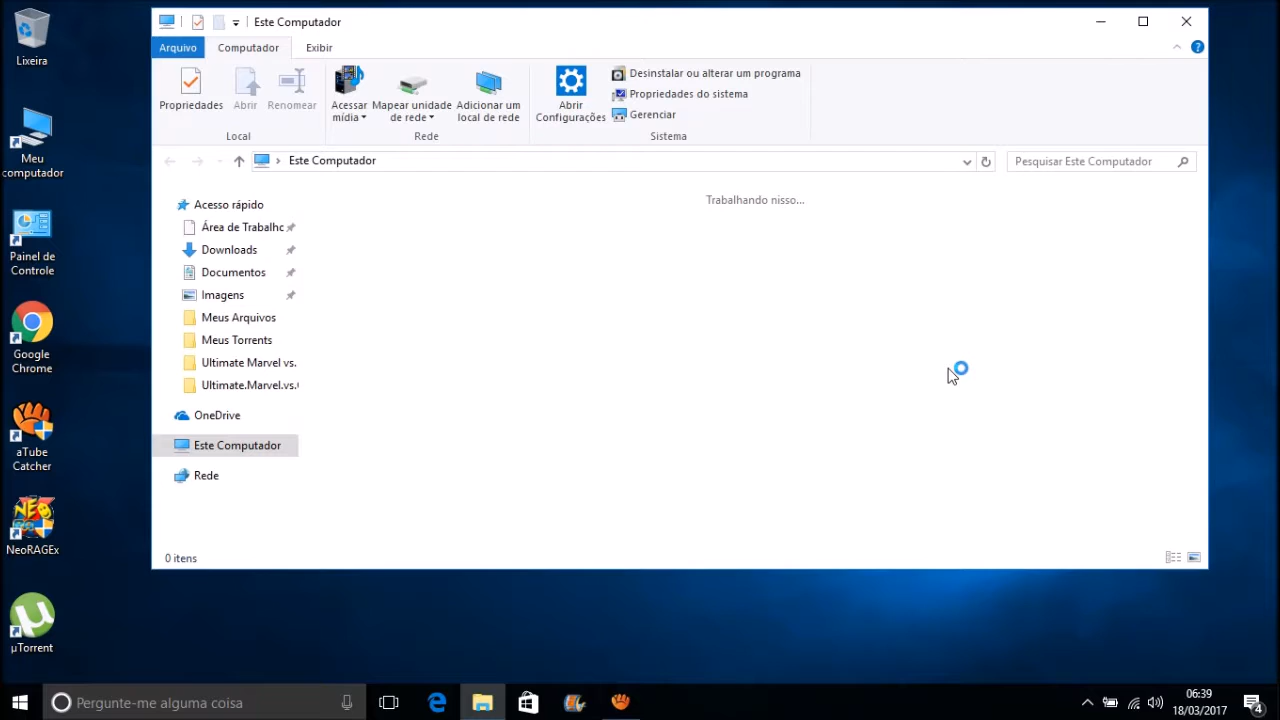 Lixeira
Meu
computador
Painel de
Controle
Google
Chrome
aTube
Catcher
NeoRAGEx
µTorrent
Este Computador
Arquivo
Computador
Exibir
Propriedades
Abrir
Renomear
Acessar
mídia
Mapear unidade
de rede
Adicionar um
local de rede
Abrir
Configurações
Desinstalar ou alterar um programa
Propriedades do sistema
Gerenciar
Local
Rede
Sistema
Este Computador
Pesquisar Este Computador
Acesso rápido
Área de Trabalho
Downloads
Documentos
Imagens
Meus Arquivos
Meus Torrents
Ultimate Marvel vs.
Ultimate.Marvel.vs.
OneDrive
Este Computador
Rede
Trabalhando nisso...
0 itens
Pergunte-me alguma coisa
06:39
18/03/2017
4